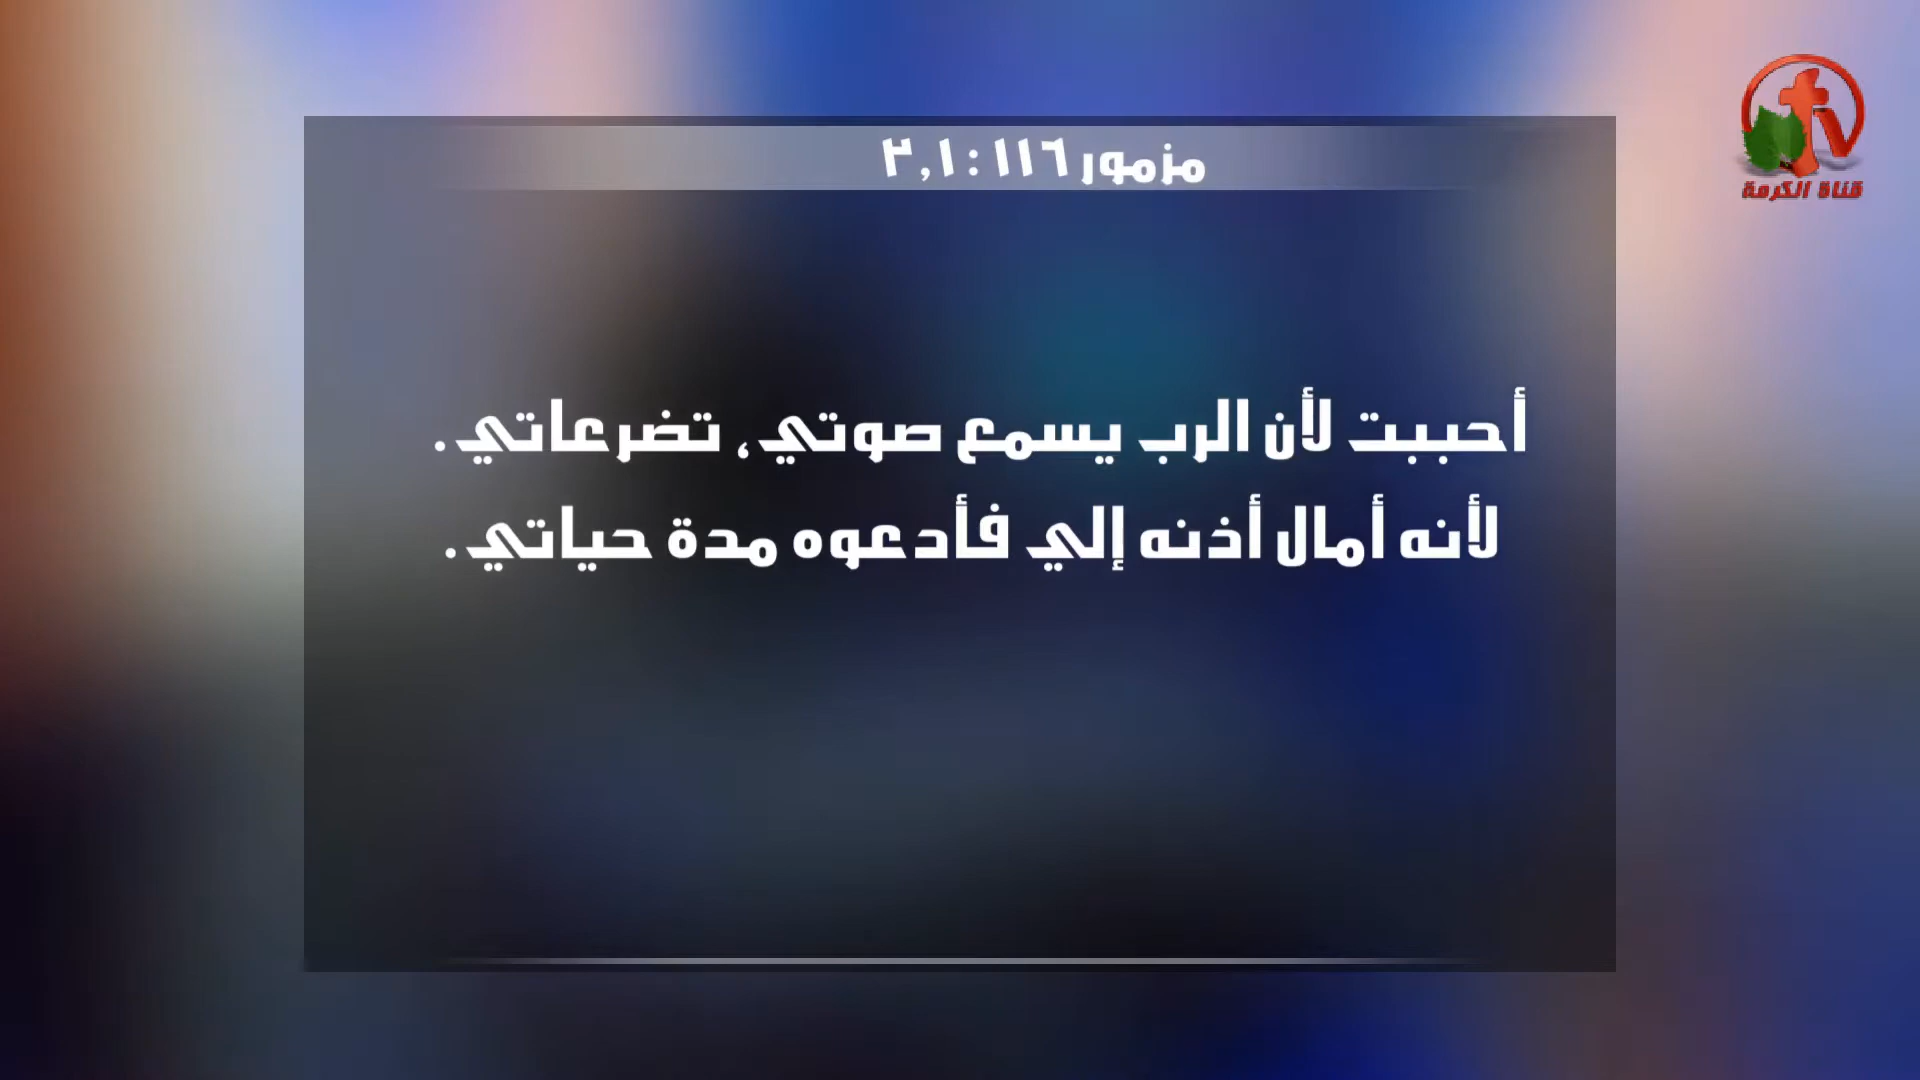 مزمور ١١٦ : ١,٢
أحببت لأن الرب يسمع صوتي، تضرعاتي.
لأنه أمال أذنه إلي فأدعوه مدة حياتي.
tv
قناة الكرمة